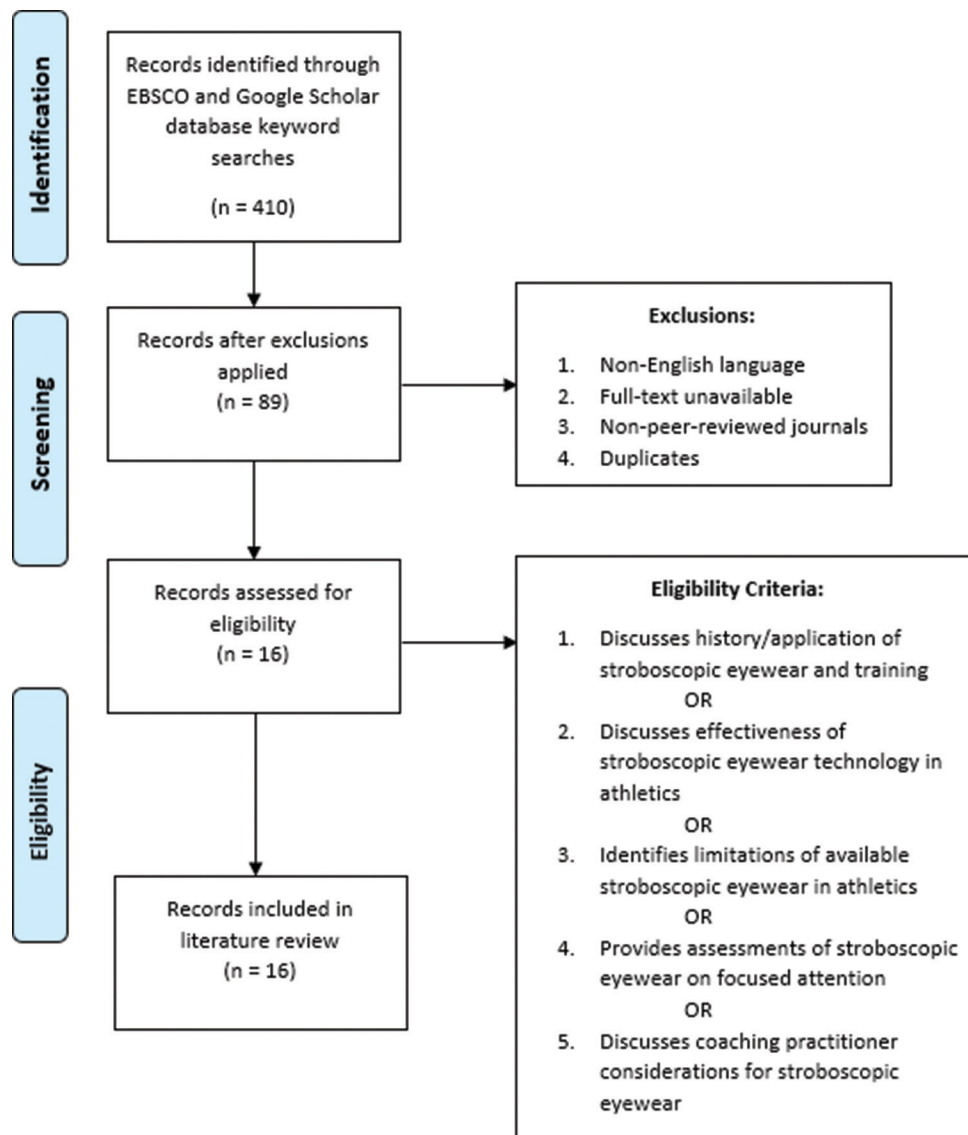 Identification
Records identified through
EBSCO and Google Scholar
database keyword
searches
(n = 410)
Screening
Records after exclusions
applied
(n = 89)
Exclusions:
1. Non-English language
2. Full-text unavailable
3. Non-peer-reviewed journals
4. Duplicates
Records assessed for
eligibility
(n = 16)
Eligibility Criteria:
1. Discusses history/application of
stroboscopic eyewear and training
OR
2. Discusses effectiveness of
stroboscopic eyewear technology in
athletics
OR
3. Identifies limitations of available
stroboscopic eyewear in athletics
OR
4. Provides assessments of stroboscopic
eyewear on focused attention
OR
5. Discusses coaching practitioner
considerations for stroboscopic
eyewear
Eligibility
Records included in
literature review
(n = 16)